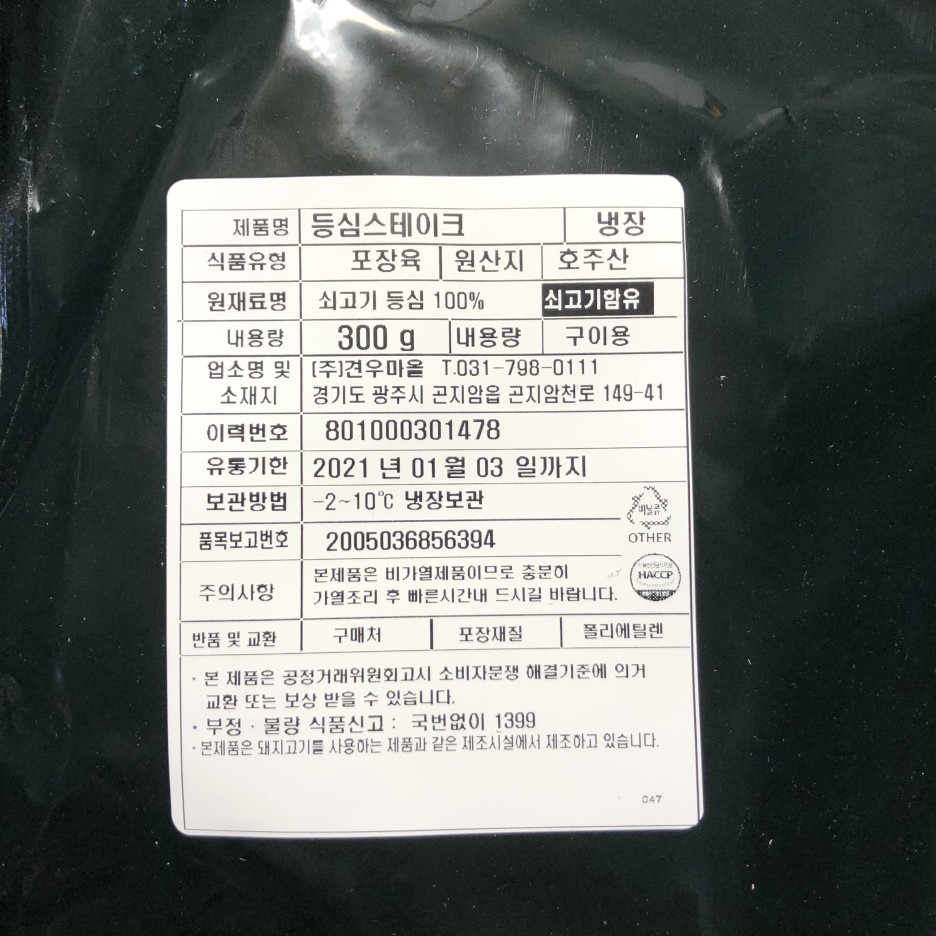 제품명 등심스테이크 냉장
식품유형 포장육 원산지 호주산
원재료명 쇠고기 등심 100% 쇠고기함유
내용량 300 g 내용량 구이용
업소명 및 소재지 (주)견우마을 T.031-798-0111
경기도 광주시 곤지암읍 곤지암천로 149-41
이력번호 801000301478
유통기한 2021 년 01 월 03 일까지
보관방법 -2~10℃ 냉장보관
비닐류
OTHER
품목보고번호 2005036856394
HACCP
주의사항 본제품은 비가열제품이므로 충분히
가열조리 후 빠른시간내 드시길 바랍니다.
반품 및 교환 구매처 포장재질 폴리에틸렌
· 본 제품은 공정거래위원회고시 소비자분쟁 해결기준에 의거
교환 또는 보상 받을 수 있습니다.
· 부정 · 불량 식품신고 : 국번없이 1399
· 본제품은 돼지고기를 사용하는 제품과 같은 제조시설에서 제조하고 있습니다.
047